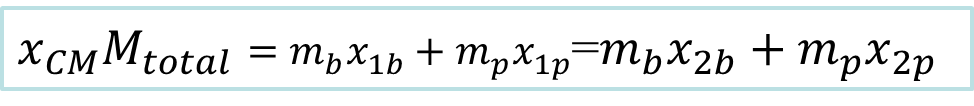 x_{CM}M_{total} = m_b x_{1b} + m_p x_{1p}=m_b x_{2b} + m_p x_{2p}